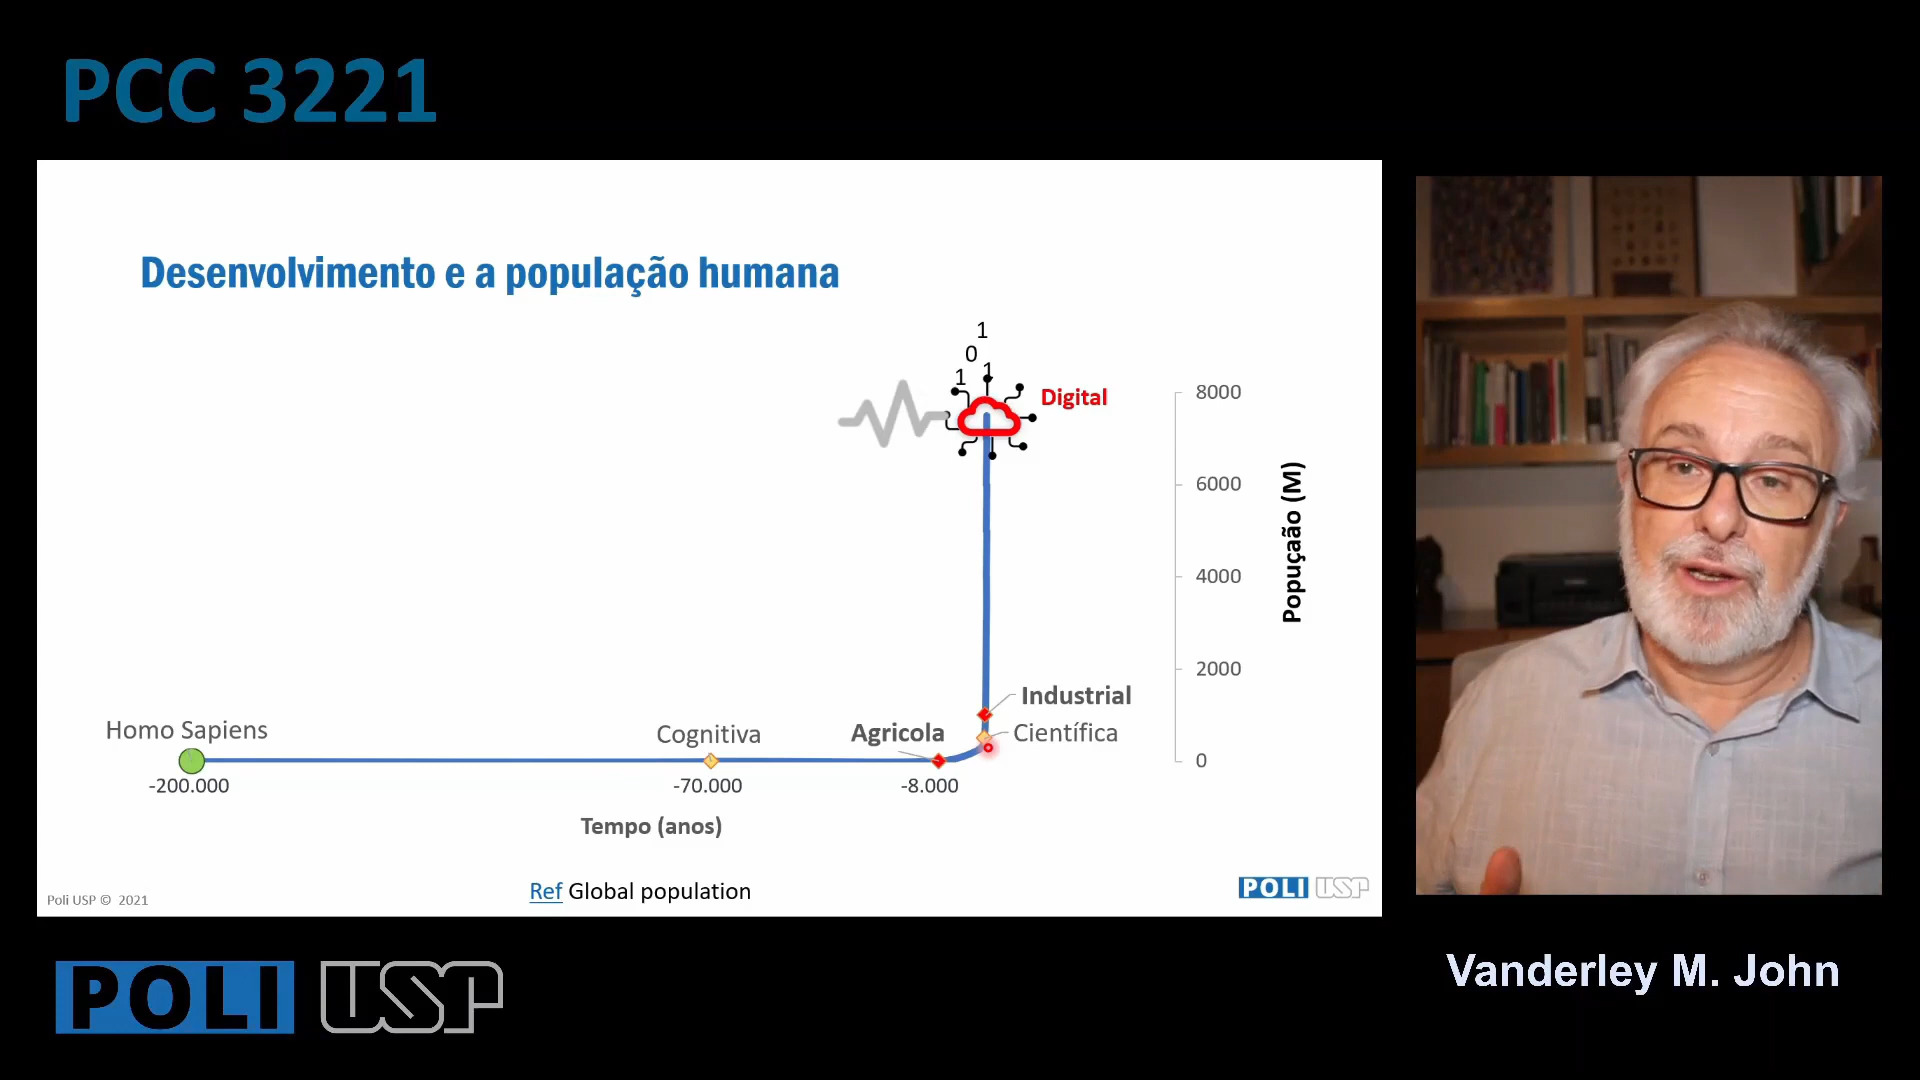 PCC 3221
Desenvolvimento e a população humana
1
0
1 1
Digital
8000
6000
4000
2000
0
Popuçaão (M)
Industrial
Científica
Agricola
Cognitiva
Homo Sapiens
-200.000
-70.000
-8.000
Tempo (anos)
Ref Global population
Poli USP © 2021
POLI USP
POLI USP
Vanderley M. John